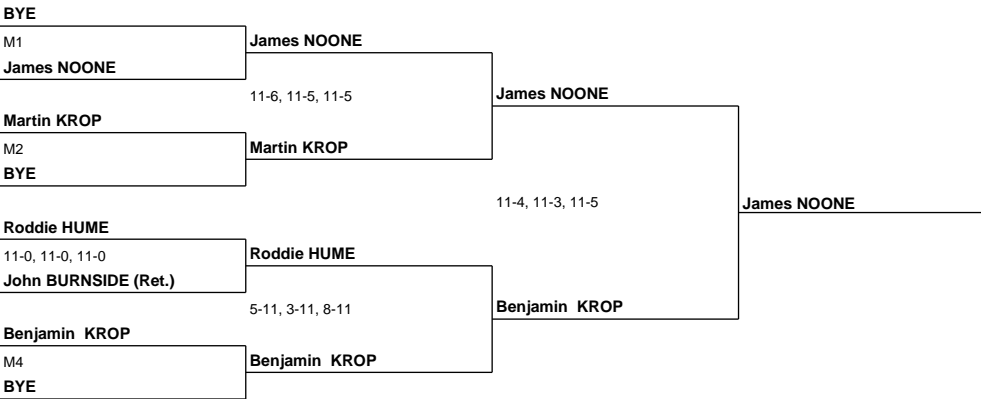 BYE
M1
James NOONE
James NOONE
11-6, 11-5, 11-5
James NOONE
Martin KROP
M2
Martin KROP
BYE
11-4, 11-3, 11-5
James NOONE
Roddie HUME
11-0, 11-0, 11-0
Roddie HUME
John BURNSIDE (Ret.)
5-11, 3-11, 8-11
Benjamin KROP
Benjamin KROP
M4
Benjamin KROP
BYE